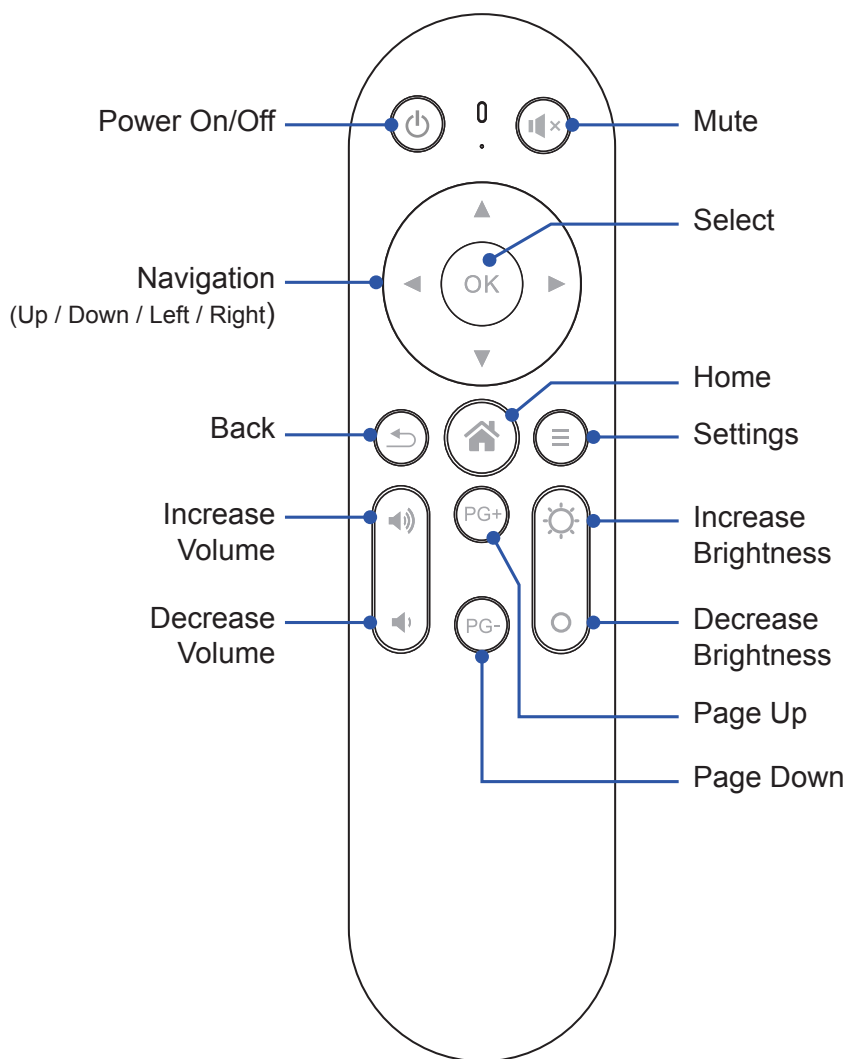 Power On/Off
Mute
Select
OK
Navigation
(Up / Down / Left / Right)
Home
Back
Settings
Increase
Volume
PG+
Increase
Brightness
Decrease
Volume
PG-
Decrease
Brightness
Page Up
Page Down